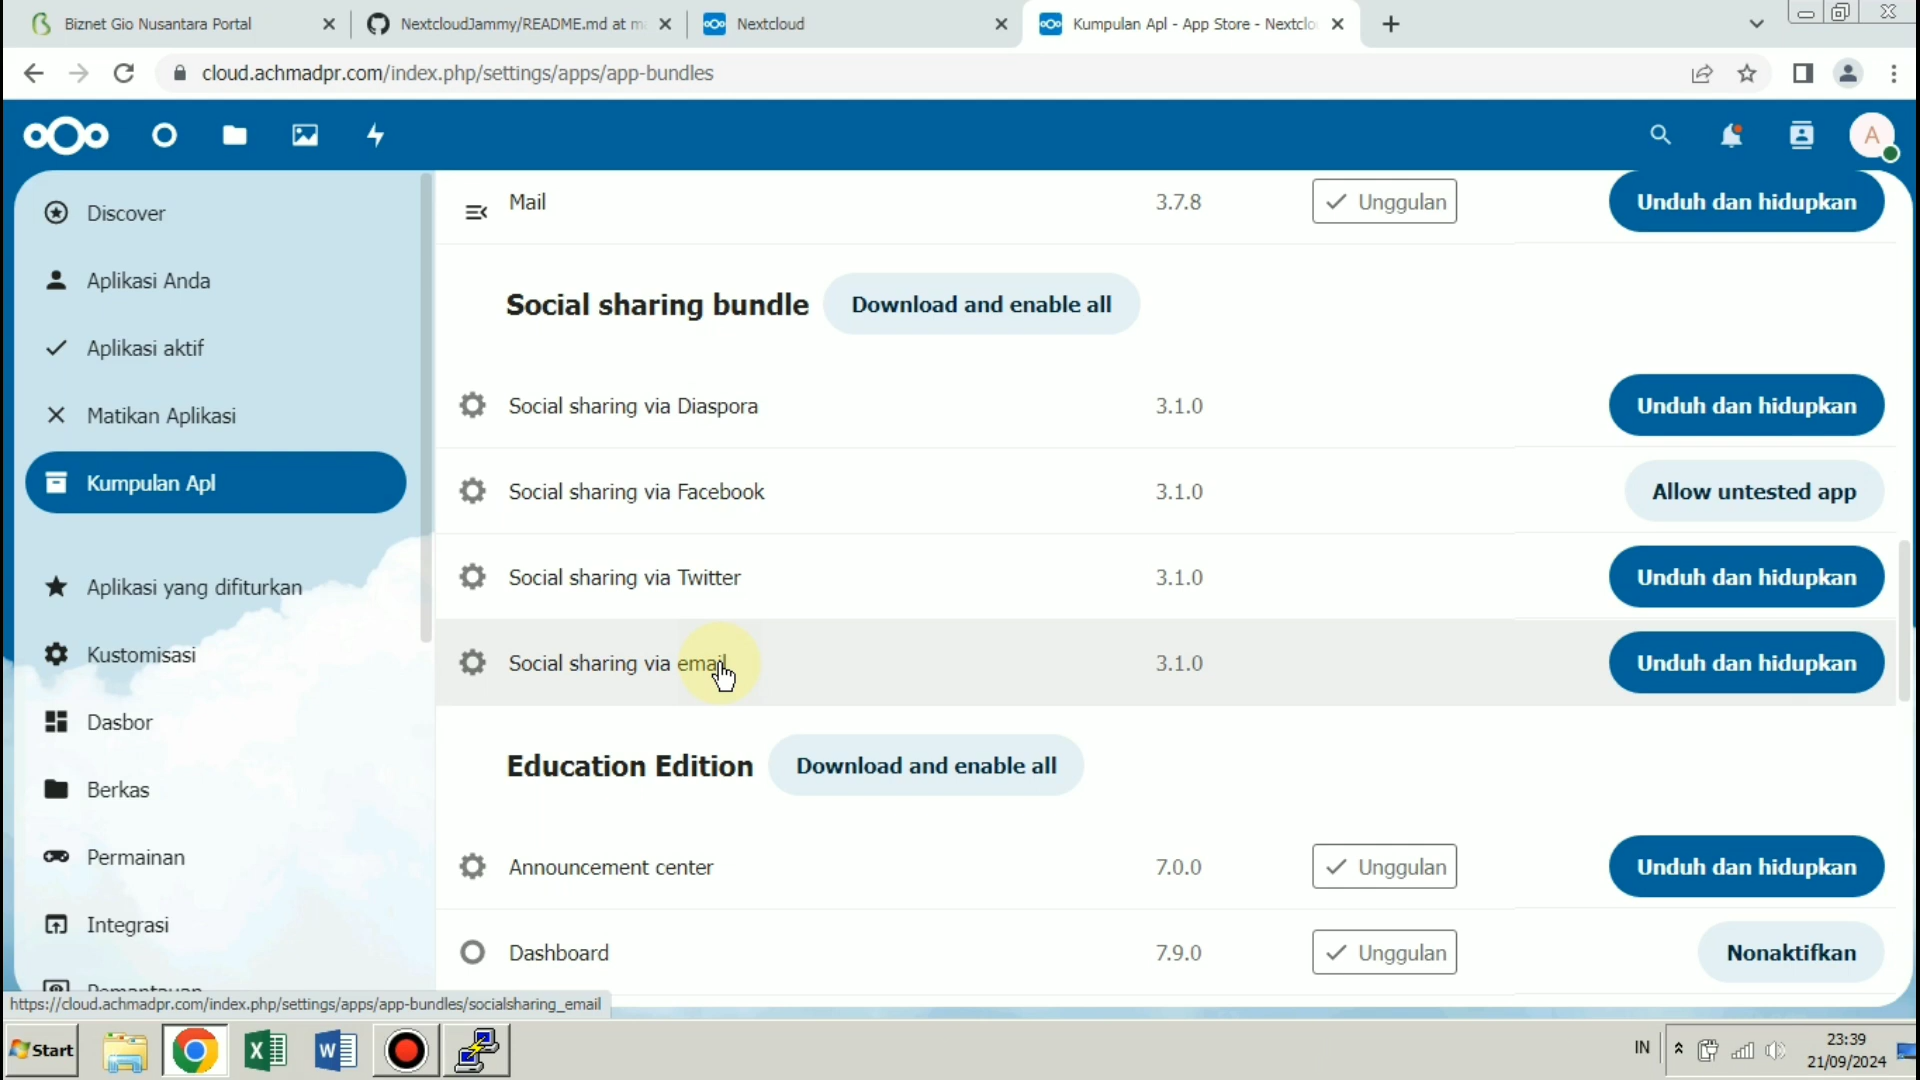 Biznet Gio Nusantara Portal
NextcloudJammy/README.md at ma
Nextcloud
Kumpulan Apl - App Store - Nextclo
cloud.achmadpr.com/index.php/settings/apps/app-bundles
A
Discover
Aplikasi Anda
Aplikasi aktif
Matikan Aplikasi
Kumpulan Apl
Aplikasi yang difiturkan
Kustomisasi
Dasbor
Berkas
Permainan
Integrasi
Pemantauan
Mail 3.7.8 Unggulan Unduh dan hidupkan
Social sharing bundle Download and enable all
Social sharing via Diaspora 3.1.0 Unduh dan hidupkan
Social sharing via Facebook 3.1.0 Allow untested app
Social sharing via Twitter 3.1.0 Unduh dan hidupkan
Social sharing via email 3.1.0 Unduh dan hidupkan
Education Edition Download and enable all
Announcement center 7.0.0 Unggulan Unduh dan hidupkan
Dashboard 7.9.0 Unggulan Nonaktifkan
https://cloud.achmadpr.com/index.php/settings/apps/app-bundles/socialsharing_email
Start
IN
23:39
21/09/2024